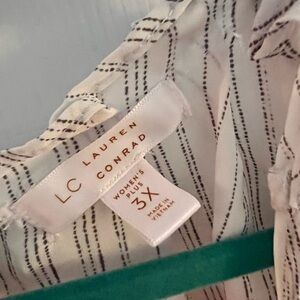 LC LAUREN
CONRAD
WOMEN'S
PLUS
3X
MADE IN
VIETNAM